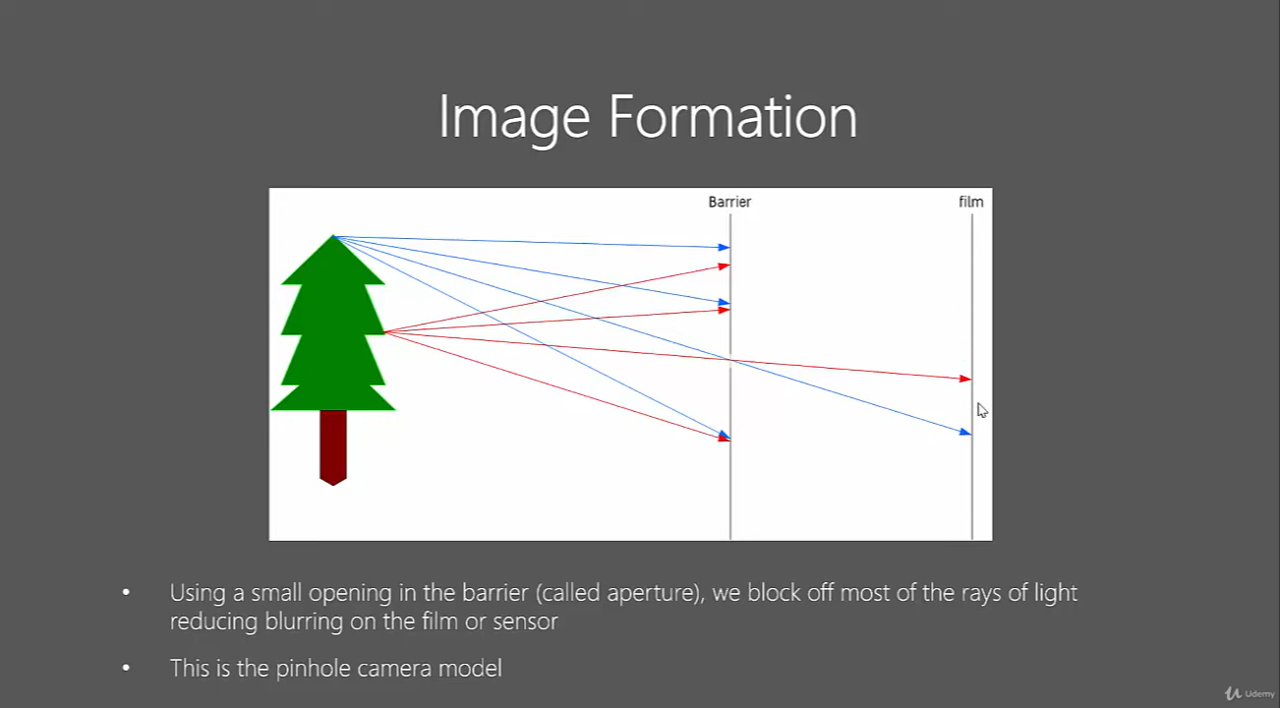 Image Formation
Barrier
film
• Using a small opening in the barrier (called aperture), we block off most of the rays of light
reducing blurring on the film or sensor
• This is the pinhole camera model
Udemy